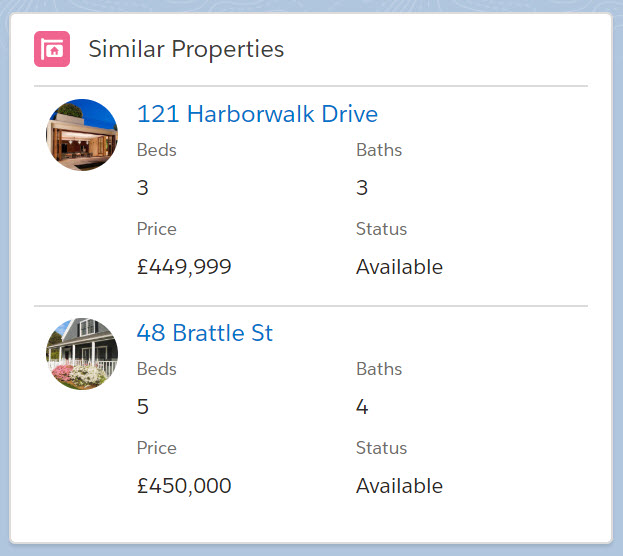 Similar Properties
121 Harborwalk Drive
Beds Baths
3 3
Price Status
£449,999 Available
48 Brattle St
Beds Baths
5 4
Price Status
£450,000 Available